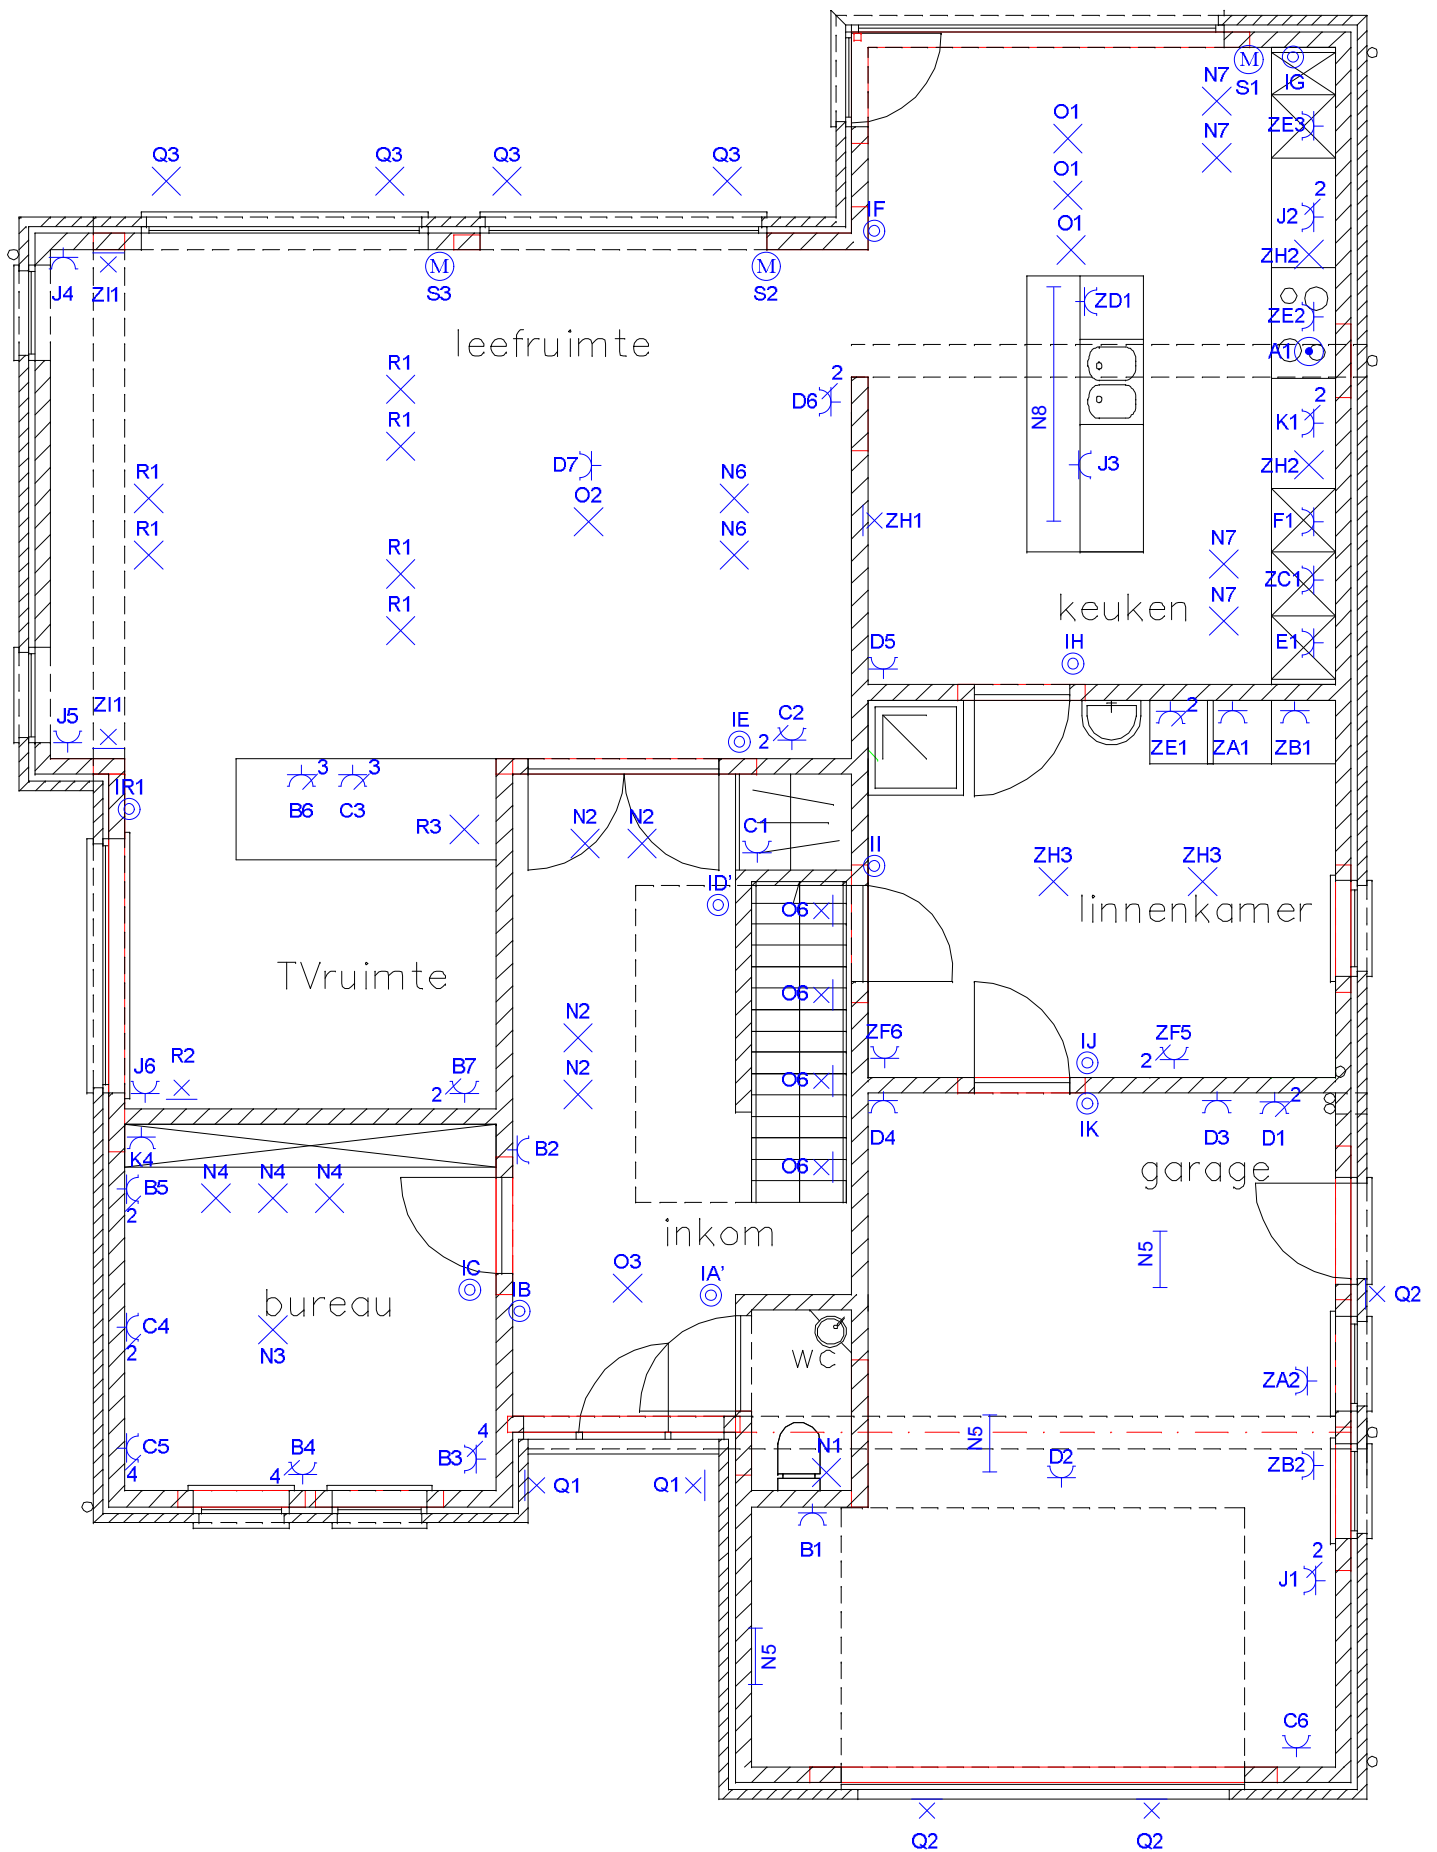 N7
M
S1
IG
O1
N7
ZE3
Q3
Q3
Q3
Q3
O1
2
J2
IF
O1
ZH2
J4
ZI1
M
S3
M
S2
ZD1
ZE2
leefruimte
A1
R1
2
D6
2
K1
N8
R1
D7
J3
ZH2
R1
O2
N6
R1
N6
ZH1
F1
R1
N7
ZC1
R1
keuken
N7
D5
IH
E1
ZI1
J5
IE
C2
2
2
ZE1
ZA1
ZB1
3
3
IR1
B6
C3
R3
N2
N2
C1
II
ZH3
ZH3
ID'
O6
linnenkamer
TVruimte
O6
N2
ZF6
ZF5
2
IJ
R2
J6
B7
2
N2
O6
2
IK
D4
D3
D1
B2
K4
O6
N4
N4
N4
garage
B5
2
inkom
N5
O3
IA'
IC
IB
Q2
bureau
C4
2
N3
wc
ZA2
4
N5
C5
4
B4
4
B3
N1
D2
ZB2
Q1
Q1
B1
2
J1
N5
C6
Q2
Q2